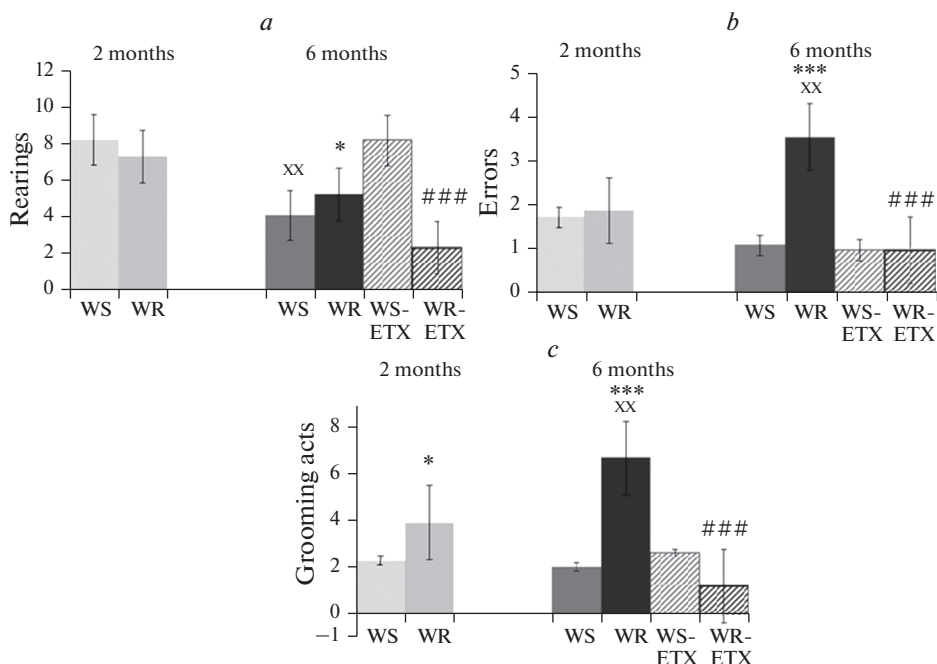 a
2 months
6 months
12
10
8
6
4
2
0
Rearings
xx
*
###
WS
WR
WS
WR
WS-
ETX
WR-
ETX
b
2 months
6 months
5
4
3
2
1
0
Errors
***
xx
###
WS
WR
WS
WR
WS-
ETX
WR-
ETX
c
2 months
6 months
8
6
4
2
0
−1
Grooming acts
*
***
xx
###
WS
WR
WS
WR
WS-
ETX
WR-
ETX